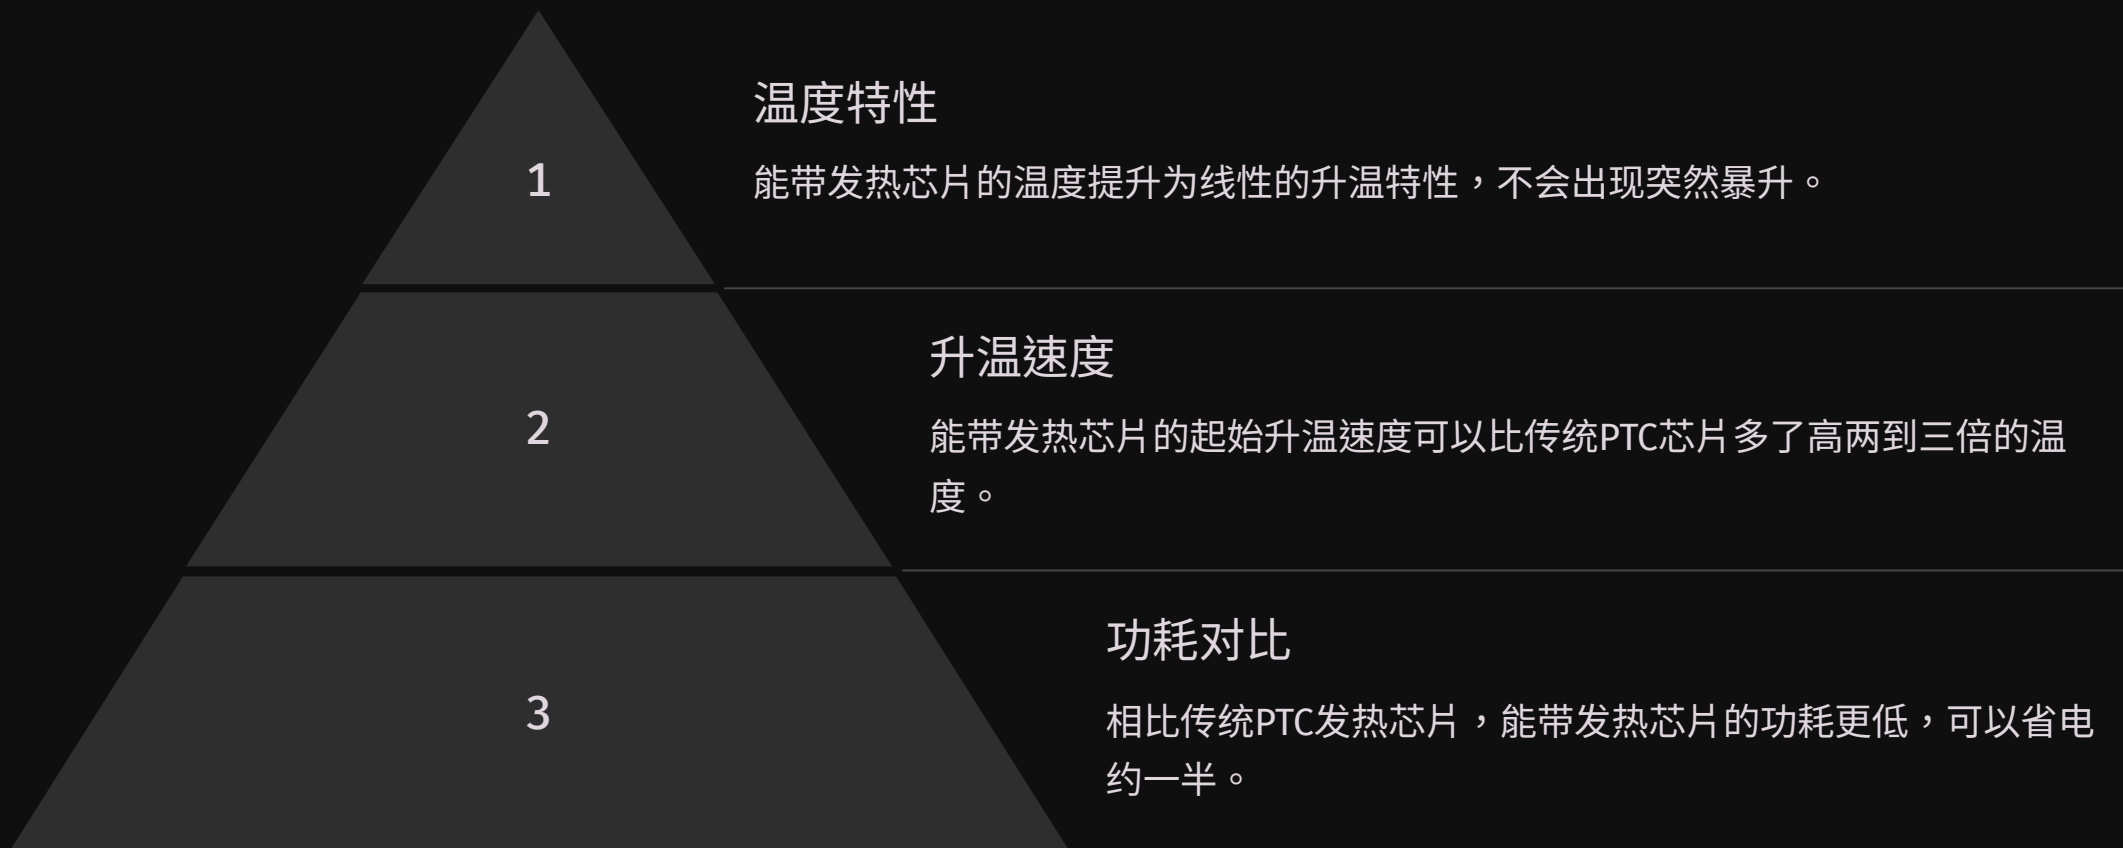 1
温度特性
能带发热芯片的温度提升为线性的升温特性，不会出现突然暴升。
2
升温速度
能带发热芯片的起始升温速度可以比传统PTC芯片多了高两到三倍的温
度。
3
功耗对比
相比传统PTC发热芯片，能带发热芯片的功耗更低，可以省电
约一半。